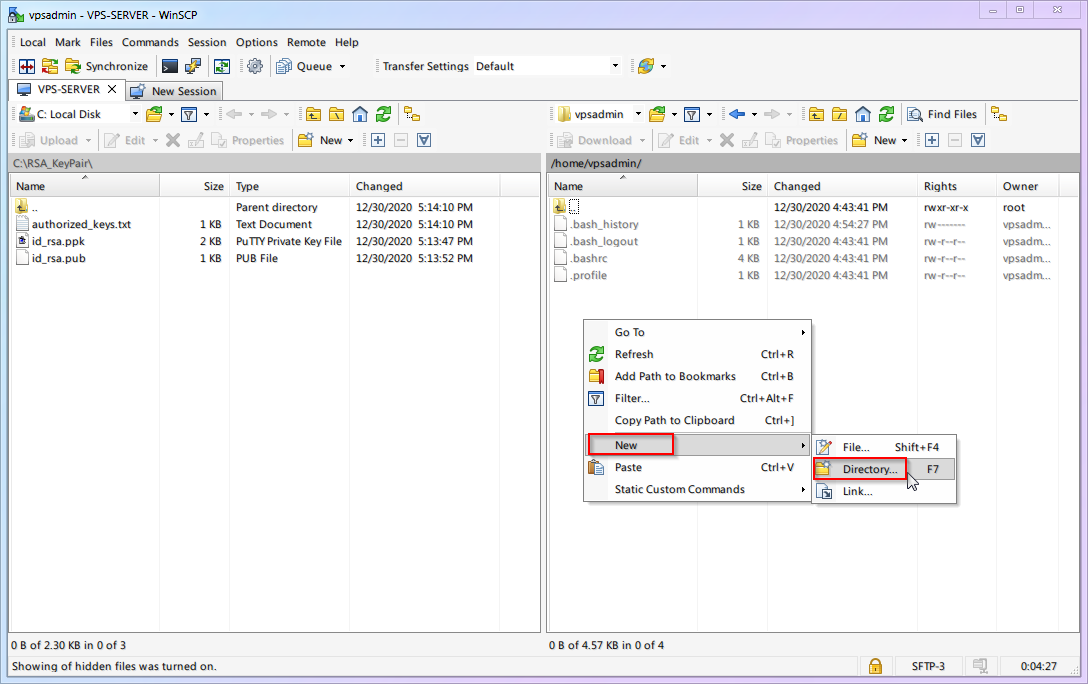 vpsadmin - VPS-SERVER - WinSCP
Local Mark Files Commands Session Options Remote Help
Synchronize Queue Transfer Settings Default
VPS-SERVER New Session
C: Local Disk
Upload Edit Properties New
C:\RSA_KeyPair\
Name Size Type Changed
.. Parent directory 12/30/2020 5:14:10 PM
authorized_keys.txt 1 KB Text Document 12/30/2020 5:14:10 PM
id_rsa.ppk 2 KB PuTTY Private Key File 12/30/2020 5:13:47 PM
id_rsa.pub 1 KB PUB File 12/30/2020 5:13:52 PM
0 B of 2.30 KB in 0 of 3
vpsadmin Find Files
Download Edit Properties New
/home/vpsadmin/
Name Size Changed Rights Owner
12/30/2020 4:43:41 PM rwxr-xr-x root
.bash_history 1 KB 12/30/2020 4:54:27 PM rw------- vpsadm...
.bash_logout 1 KB 12/30/2020 4:43:41 PM rw-r--r-- vpsadm...
.bashrc 4 KB 12/30/2020 4:43:41 PM rw-r--r-- vpsadm...
.profile 1 KB 12/30/2020 4:43:41 PM rw-r--r-- vpsadm...
Go To
Refresh Ctrl+R
Add Path to Bookmarks Ctrl+B
Filter... Ctrl+Alt+F
Copy Path to Clipboard Ctrl+]
New
Paste Ctrl+V
Static Custom Commands
File... Shift+F4
Directory... F7
Link...
0 B of 4.57 KB in 0 of 4
Showing of hidden files was turned on.
SFTP-3 0:04:27